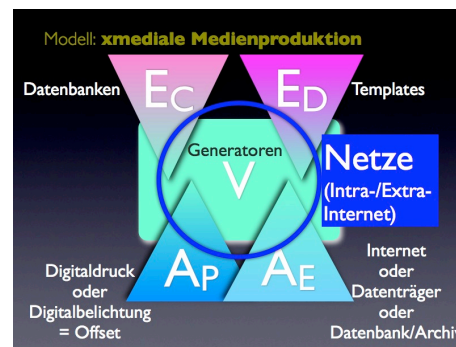 Modell: xmediale Medienproduktion
Datenbanken
EC
ED
Templates
Generatoren
V
Netze
(Intra-/Extra-
Internet)
AP
AE
Digitaldruck
oder
Digitalbelichtung
= Offset
Internet
oder
Datenträger
oder
Datenbank/Archiv